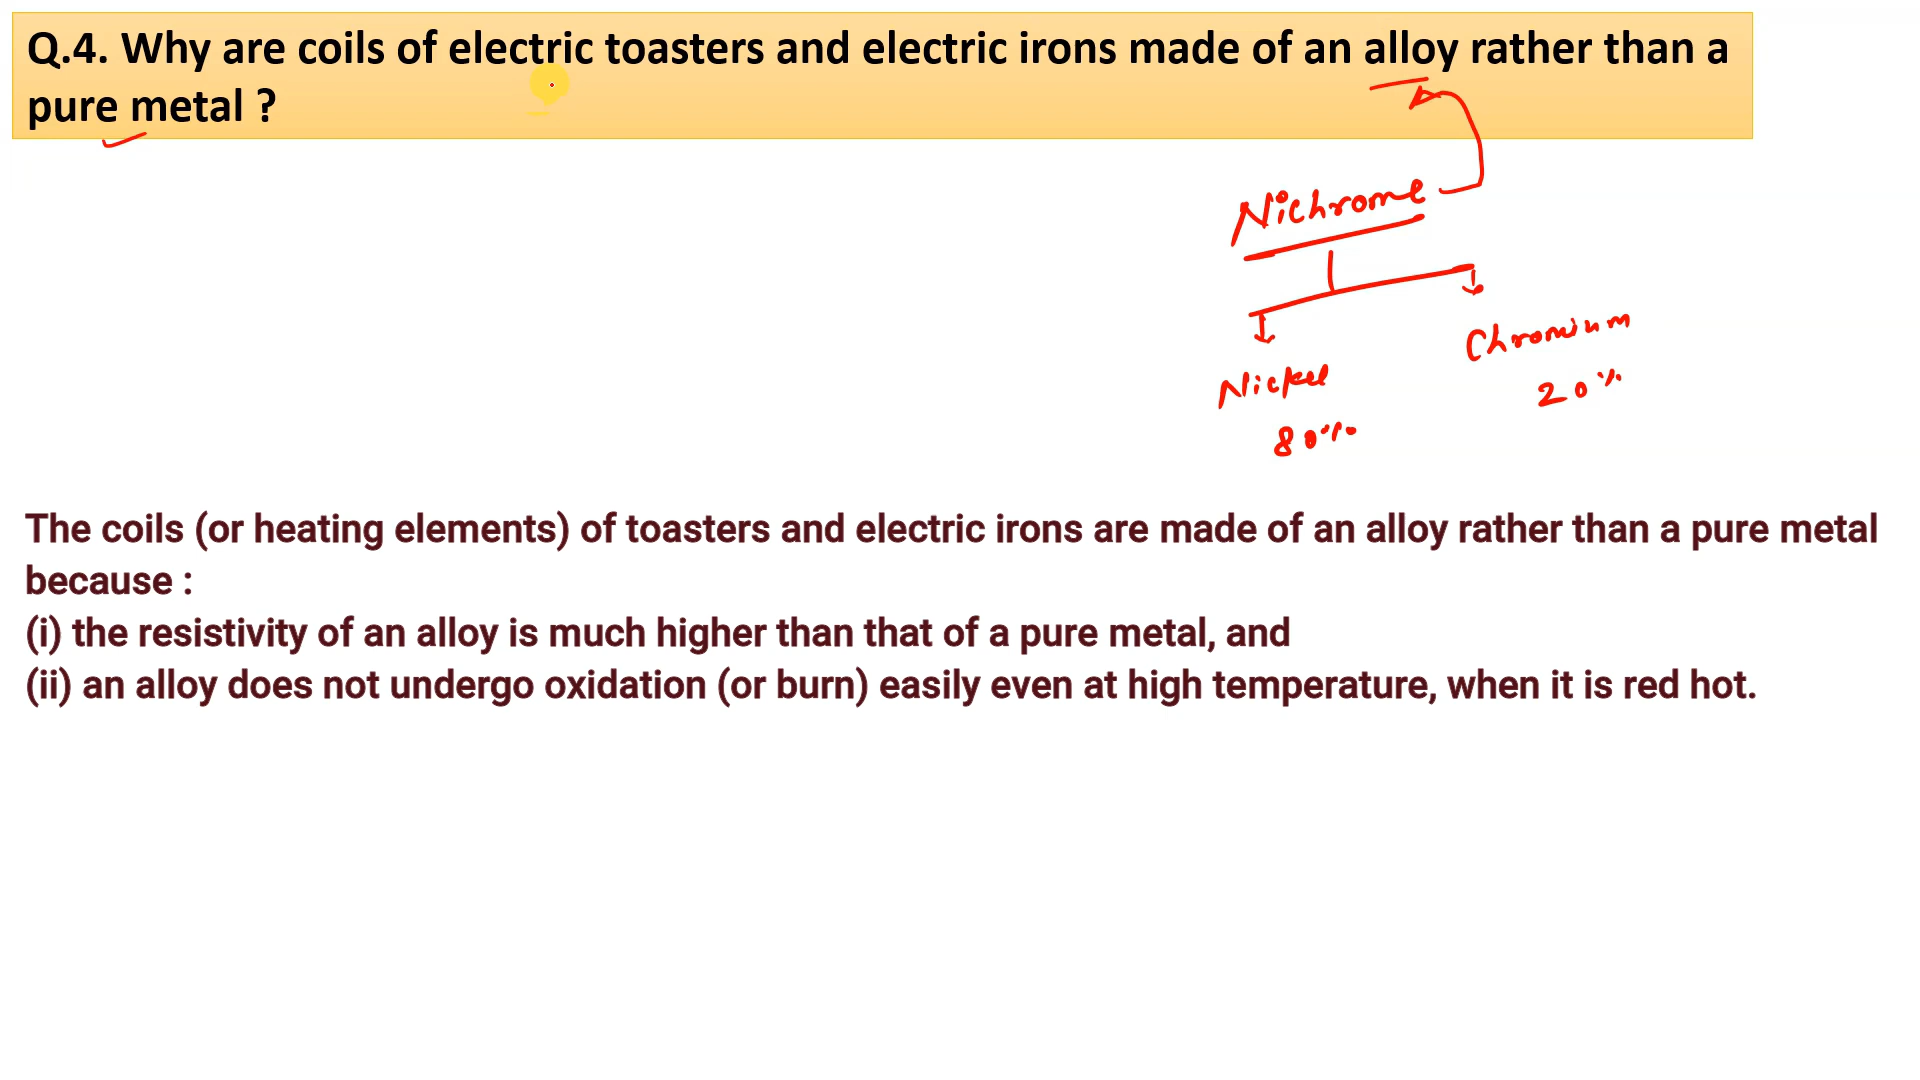 Q.4. Why are coils of electric toasters and electric irons made of an alloy rather than a
pure metal ?
Nichrome
Chromium
20%
Nickel
80%
The coils (or heating elements) of toasters and electric irons are made of an alloy rather than a pure metal
because :
(i) the resistivity of an alloy is much higher than that of a pure metal, and
(ii) an alloy does not undergo oxidation (or burn) easily even at high temperature, when it is red hot.